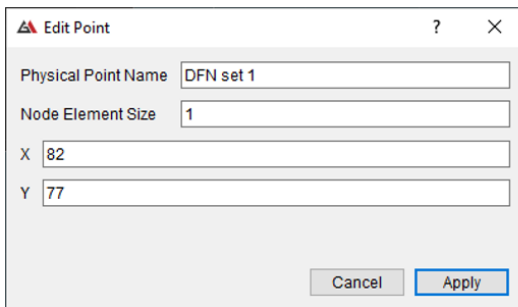 Edit Point ?
Physical Point Name DFN set 1
Node Element Size 1
X 82
Y 77
Cancel Apply